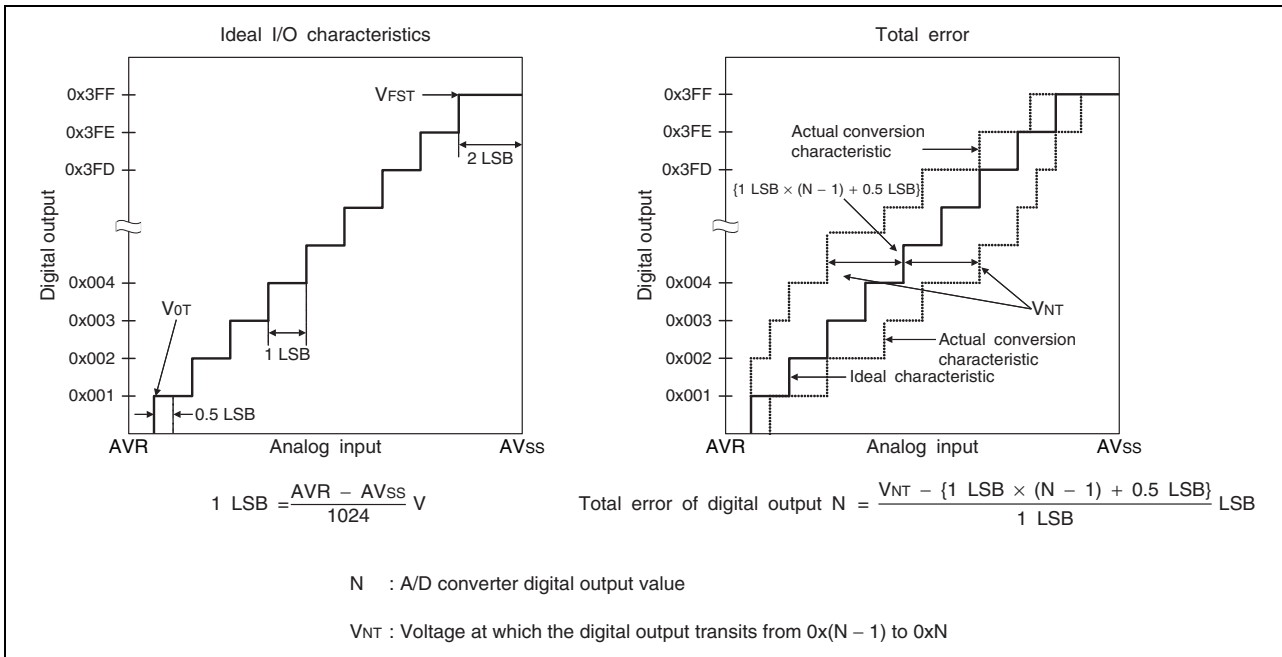 Ideal I/O characteristics
Digital output
0x3FF
0x3FE
0x3FD
0x004
0x003
0x002
0x001
VFST
2 LSB
V0T
1 LSB
0.5 LSB
AVR
Analog input
AVSS
1 LSB = (AVR − AVSS) / 1024 V
Total error
Digital output
0x3FF
0x3FE
0x3FD
0x004
0x003
0x002
0x001
Actual conversion
characteristic
{1 LSB × (N − 1) + 0.5 LSB}
VNT
Actual conversion
characteristic
Ideal characteristic
AVR
Analog input
AVSS
Total error of digital output N = (VNT − {1 LSB × (N − 1) + 0.5 LSB}) / 1 LSB LSB
N : A/D converter digital output value
VNT : Voltage at which the digital output transits from 0x(N − 1) to 0xN